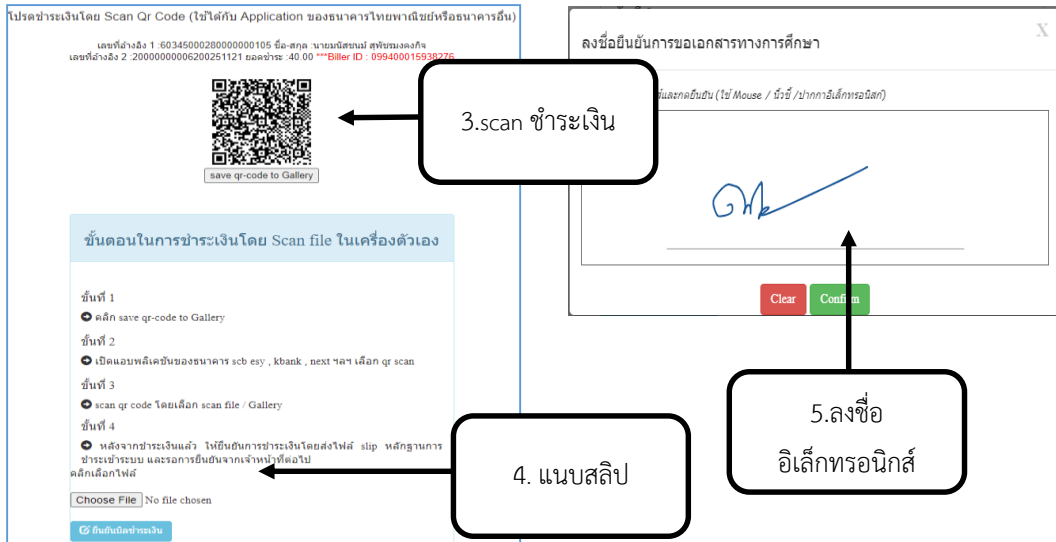 โปรดชำระเงินโดย Scan Qr Code (ใช้ได้กับ Application ของธนาคารไทยพาณิชย์หรือธนาคารอื่น)
เลขที่อ้างอิง 1 :60345000280000000105 ชื่อ-สกุล :นายมนัสชนม์ สุพัชรมงคงกิจ
เลขที่อ้างอิง 2 :20000000006200251121 ยอดชำระ :40.00 ***Biller ID : 099400015938276
save qr-code to Gallery
3.scan ชำระเงิน
ขั้นตอนในการชำระเงินโดย Scan file ในเครื่องตัวเอง
ขั้นที่ 1
คลิก save qr-code to Gallery
ขั้นที่ 2
เปิดแอบพลิเคชันของธนาคาร scb esy , kbank , next ฯลฯ เลือก qr scan
ขั้นที่ 3
scan qr code โดยเลือก scan file / Gallery
ขั้นที่ 4
หลังจากชำระเงินแล้ว ให้ยืนยันการชำระเงินโดยส่งไฟล์ slip หลักฐานการ
ชำระเข้าระบบ และรอการยืนยันจากเจ้าหน้าที่ต่อไป
คลิกเลือกไฟล์
Choose File No file chosen
ยืนยันบิลชำระเงิน
4. แนบสลิป
ลงชื่อยืนยันการขอเอกสารทางการศึกษา
X
และกดยืนยัน (ใช้ Mouse / นิ้วชี้ /ปากกาอิเล็กทรอนิสก์)
Clear
Confirm
5.ลงชื่อ
อิเล็กทรอนิกส์